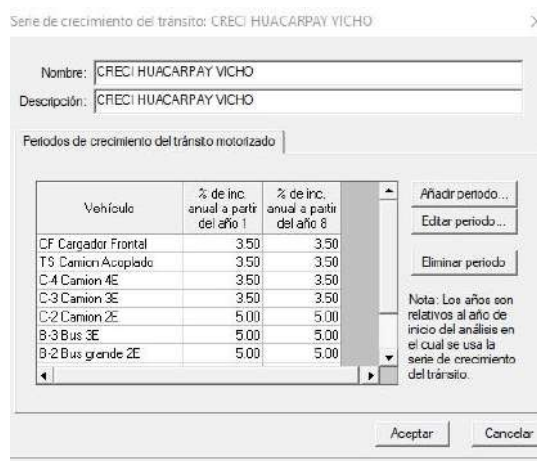 Serie de crecimiento del tránsito: CRECI HUACARPAY VICHO
Nombre: CRECI HUACARPAY VICHO
Descripción: CRECI HUACARPAY VICHO
Periodos de crecimiento del tránsito motorizado
Vehículo % de inc. anual a partir del año 1 % de inc. anual a partir del año 8
CF Cargador Frontal 3.50 3.50
TS Camion Acoplado 3.50 3.50
C-4 Camion 4E 3.50 3.50
C-3 Camion 3E 3.50 3.50
C-2 Camion 2E 5.00 5.00
B-3 Bus 3E 5.00 5.00
B-2 Bus grande 2E 5.00 5.00
Añadir periodo...
Editar periodo...
Eliminar periodo
Nota: Los años son
relativos al año de
inicio del análisis en
el cual se usa la
serie de crecimiento
del tránsito.
Aceptar Cancelar